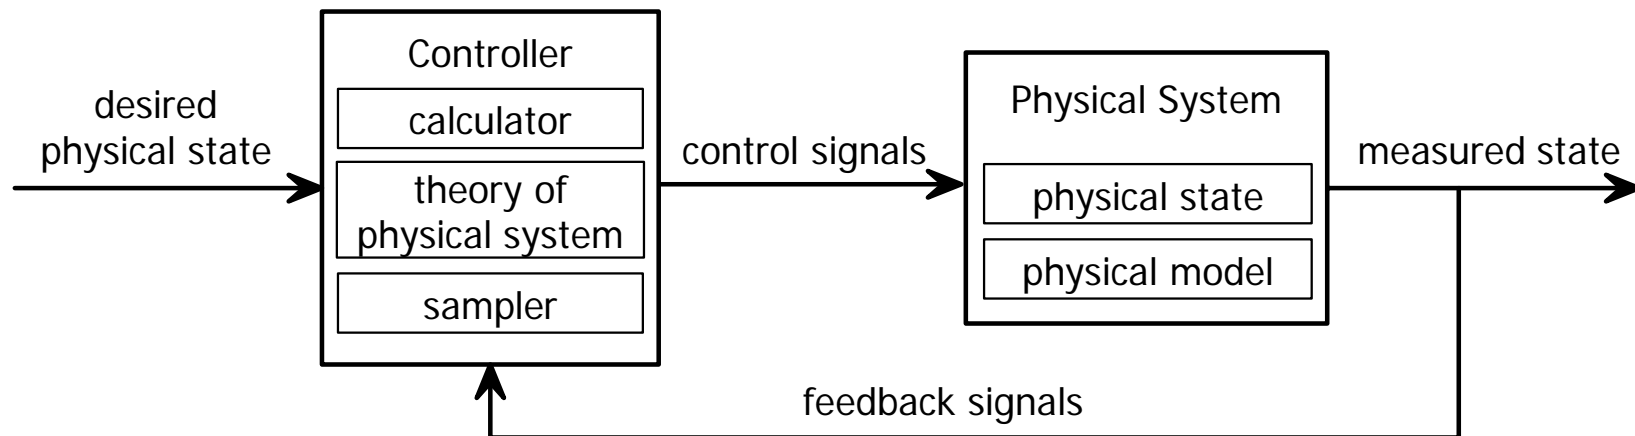 desired
physical state
Controller
calculator
theory of
physical system
sampler
control signals
Physical System
physical state
physical model
measured state
feedback signals